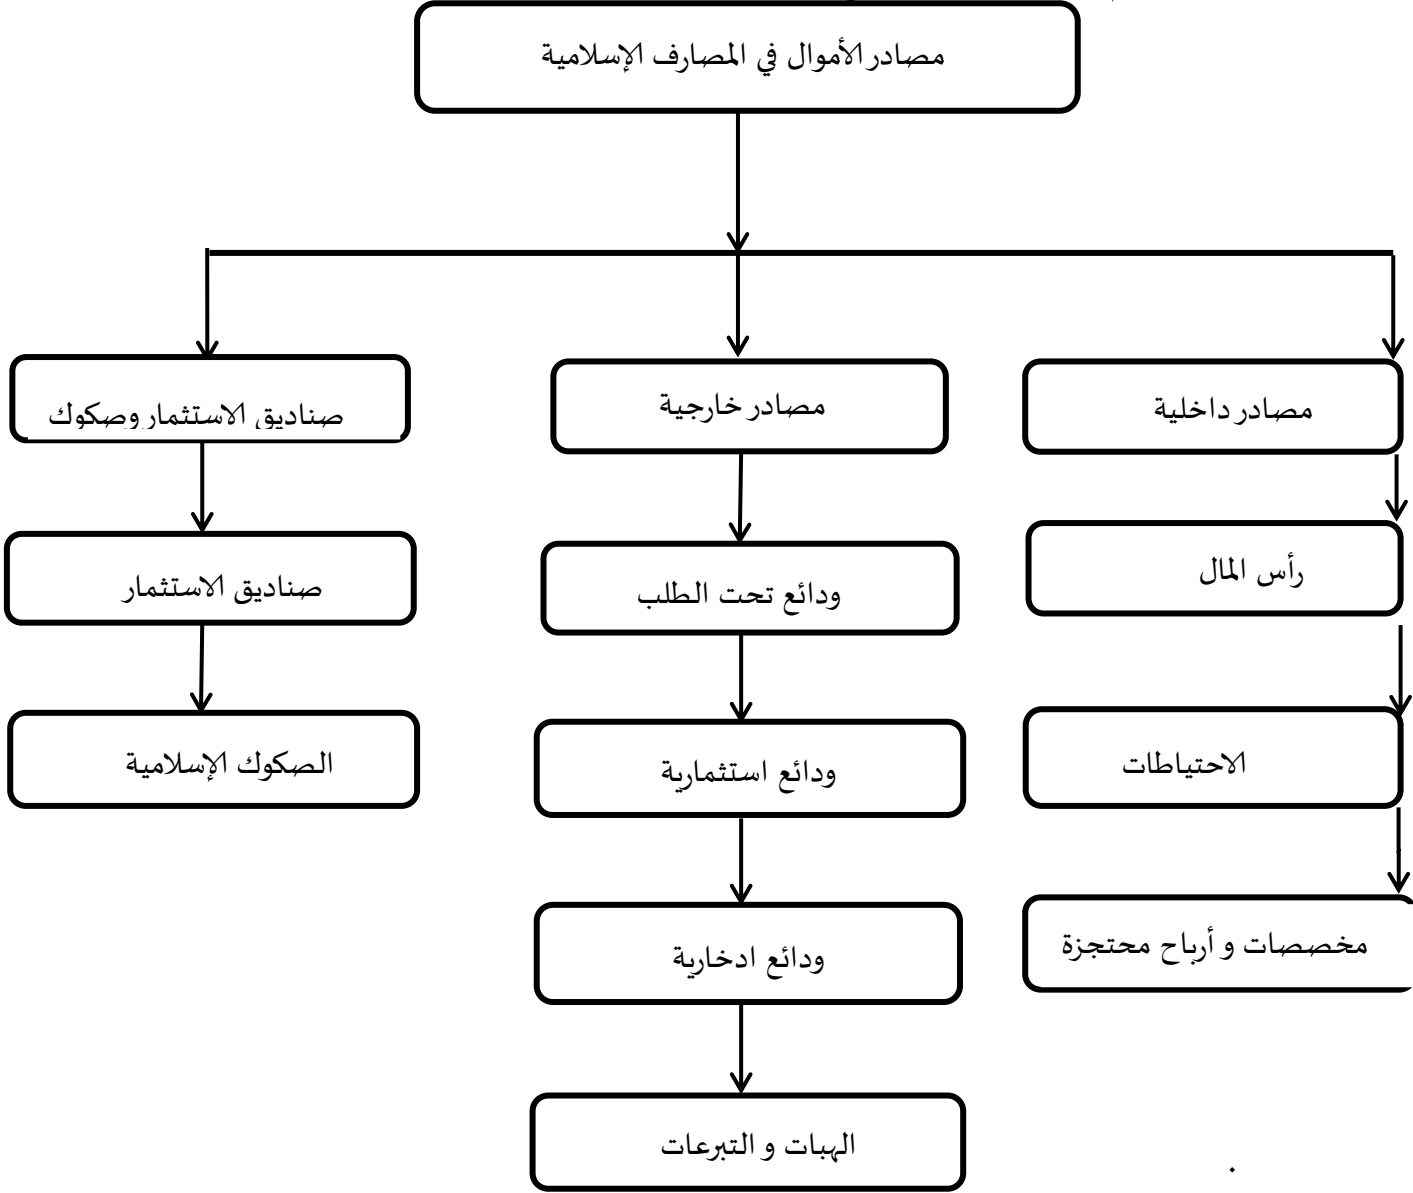 مصادر الأموال في المصارف الإسلامية
مصادر داخلية
مصادر خارجية
صناديق الاستثمار وصكوك
رأس المال
ودائع تحت الطلب
صناديق الاستثمار
الاحتياطات
ودائع استثمارية
الصكوك الإسلامية
مخصصات و أرباح محتجزة
ودائع ادخارية
الهبات و التبرعات
.